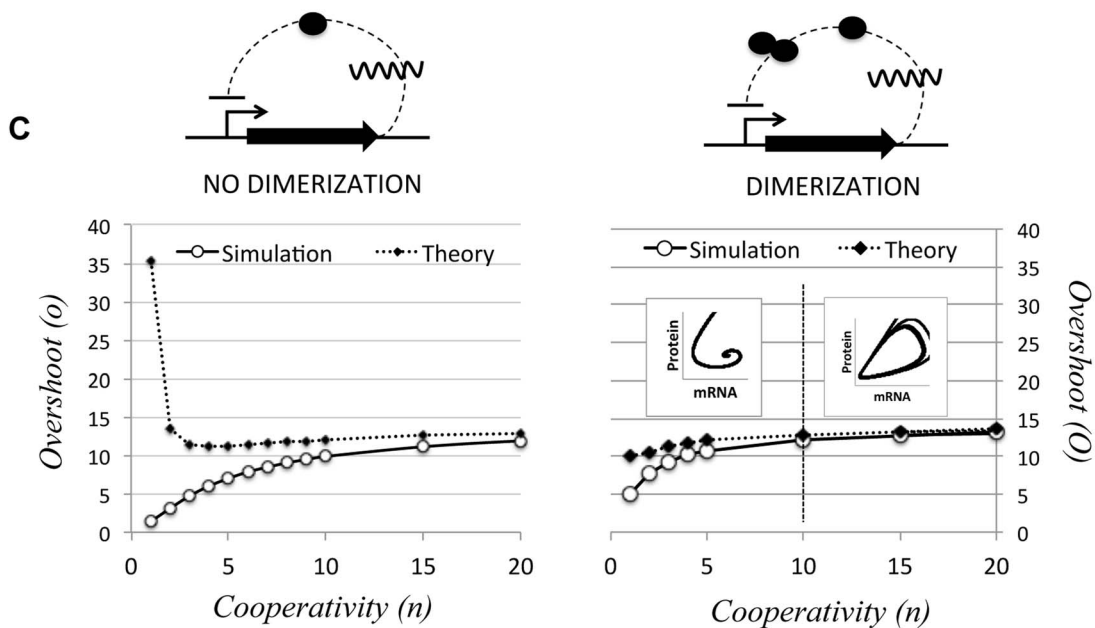 C
NO DIMERIZATION
DIMERIZATION
40
35
30
25
20
15
10
5
0
Simulation
Theory
Overshoot (o)
0 5 10 15 20
Cooperativity (n)
Simulation
Theory
Protein
mRNA
Protein
mRNA
40
35
30
25
20
15
10
5
0
Overshoot (O)
0 5 10 15 20
Cooperativity (n)